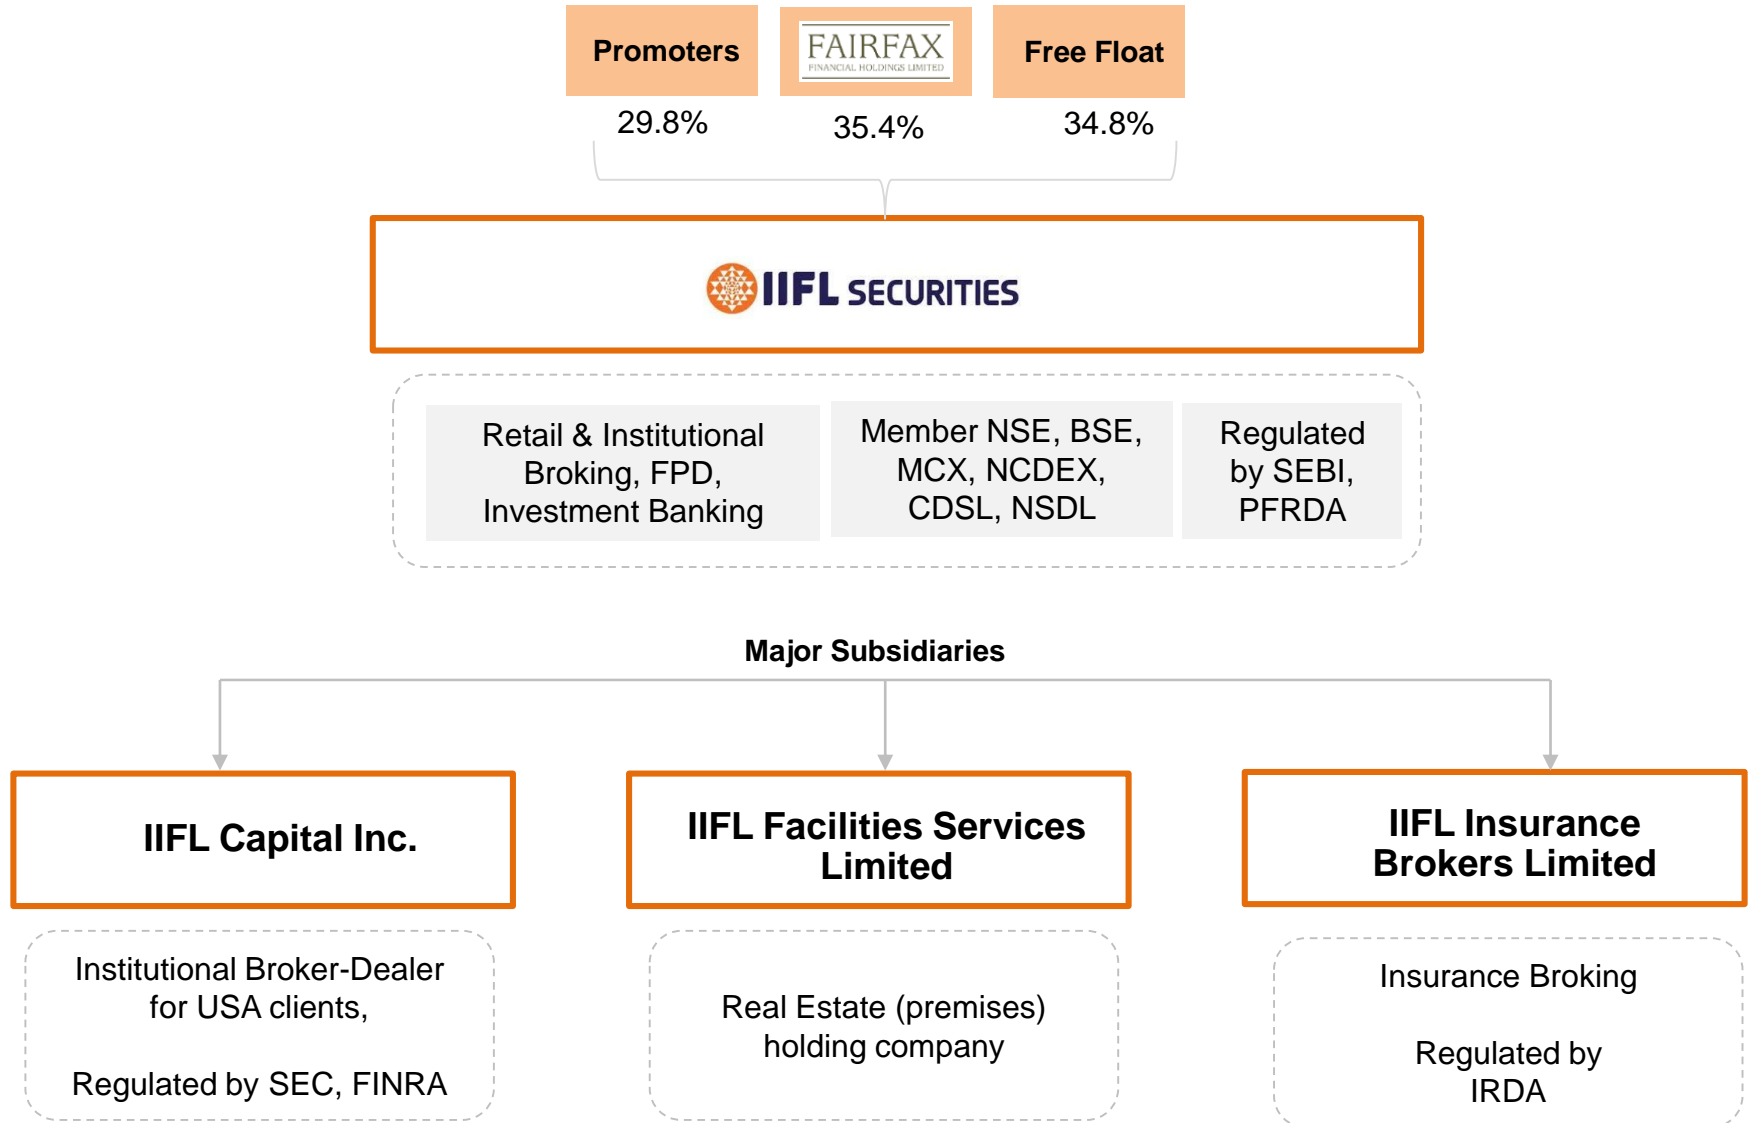 Promoters
FAIRFAX
FINANCIAL HOLDINGS LIMITED
Free Float
29.8%
35.4%
34.8%
IIFL SECURITIES
Retail & Institutional
Broking, FPD,
Investment Banking
Member NSE, BSE,
MCX, NCDEX,
CDSL, NSDL
Regulated
by SEBI,
PFRDA
Major Subsidiaries
IIFL Capital Inc.
IIFL Facilities Services
Limited
IIFL Insurance
Brokers Limited
Institutional Broker-Dealer
for USA clients,
Regulated by SEC, FINRA
Real Estate (premises)
holding company
Insurance Broking
Regulated by
IRDA